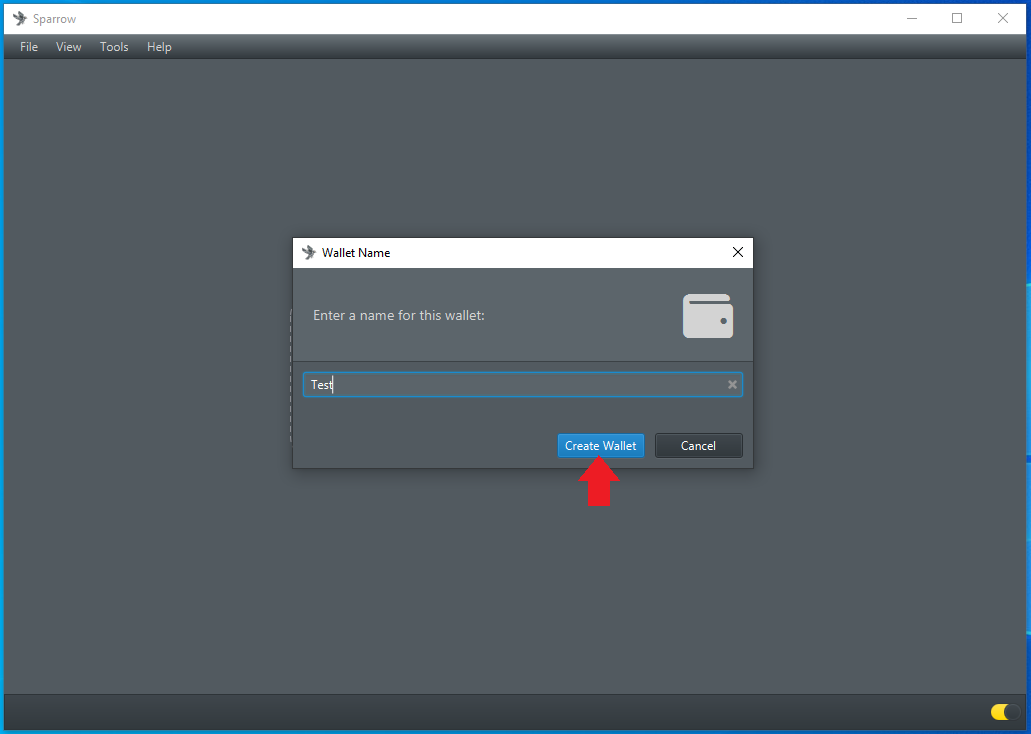 Sparrow
File View Tools Help
Wallet Name
Enter a name for this wallet:
Test
Create Wallet Cancel